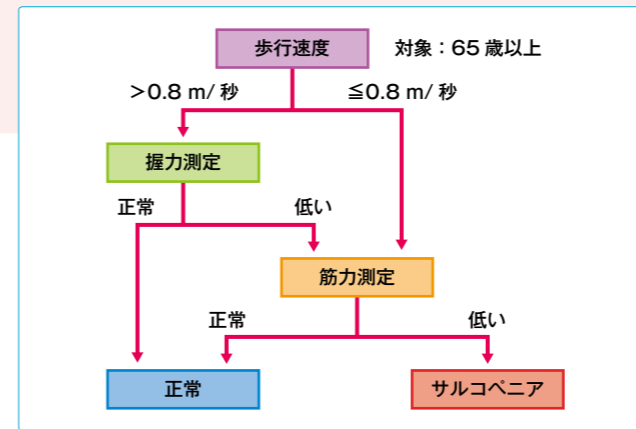 歩行速度
対象：65歳以上
＞0.8 m/秒
≦0.8 m/秒
握力測定
正常
低い
筋力測定
正常
低い
正常
サルコペニア